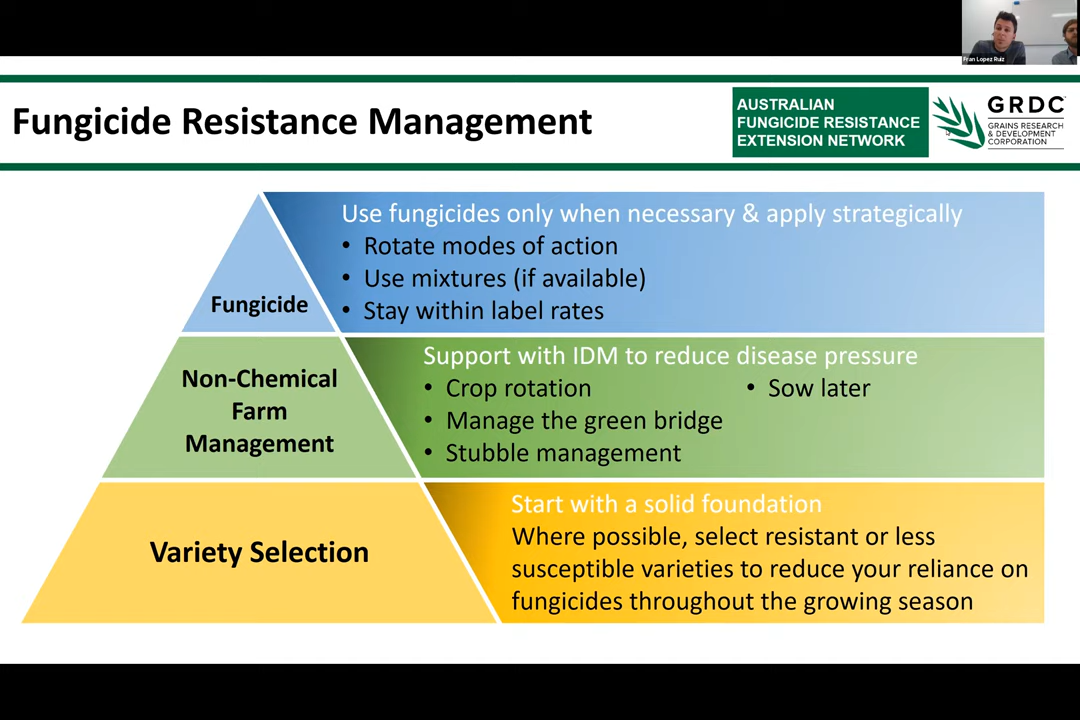 Fran Lopez Ruiz
Fungicide Resistance Management
AUSTRALIAN
FUNGICIDE RESISTANCE
EXTENSION NETWORK
GRDC
GRAINS RESEARCH
& DEVELOPMENT
CORPORATION
Fungicide
Use fungicides only when necessary & apply strategically
• Rotate modes of action
• Use mixtures (if available)
• Stay within label rates
Non-Chemical
Farm
Management
Support with IDM to reduce disease pressure
• Crop rotation
• Manage the green bridge
• Stubble management
• Sow later
Variety Selection
Start with a solid foundation
Where possible, select resistant or less
susceptible varieties to reduce your reliance on
fungicides throughout the growing season